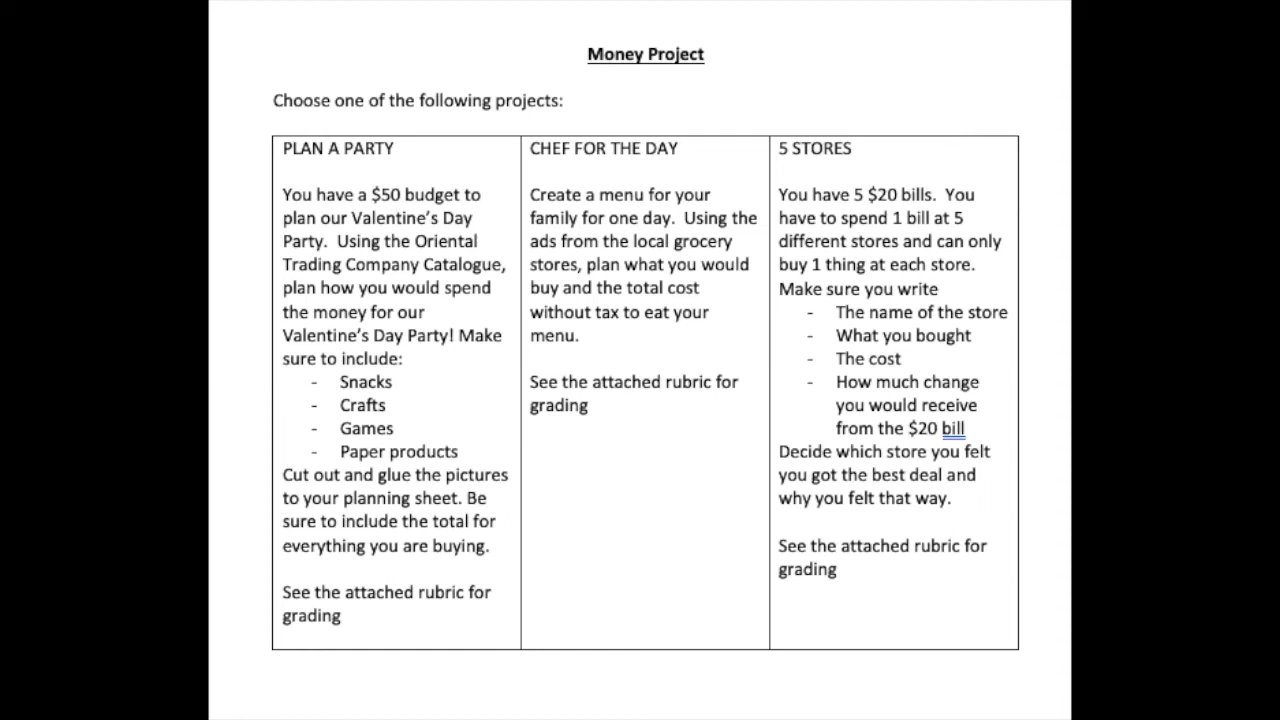 Money Project
Choose one of the following projects:
PLAN A PARTY
You have a $50 budget to
plan our Valentine's Day
Party.  Using the Oriental
Trading Company Catalogue,
plan how you would spend
the money for our
Valentine's Day Party! Make
sure to include:
- Snacks
- Crafts
- Games
- Paper products
Cut out and glue the pictures
to your planning sheet. Be
sure to include the total for
everything you are buying.
See the attached rubric for
grading
CHEF FOR THE DAY
Create a menu for your
family for one day.  Using the
ads from the local grocery
stores, plan what you would
buy and the total cost
without tax to eat your
menu.
See the attached rubric for
grading
5 STORES
You have 5 $20 bills.  You
have to spend 1 bill at 5
different stores and can only
buy 1 thing at each store.
Make sure you write
- The name of the store
- What you bought
- The cost
- How much change
you would receive
from the $20 bill
Decide which store you felt
you got the best deal and
why you felt that way.
See the attached rubric for
grading